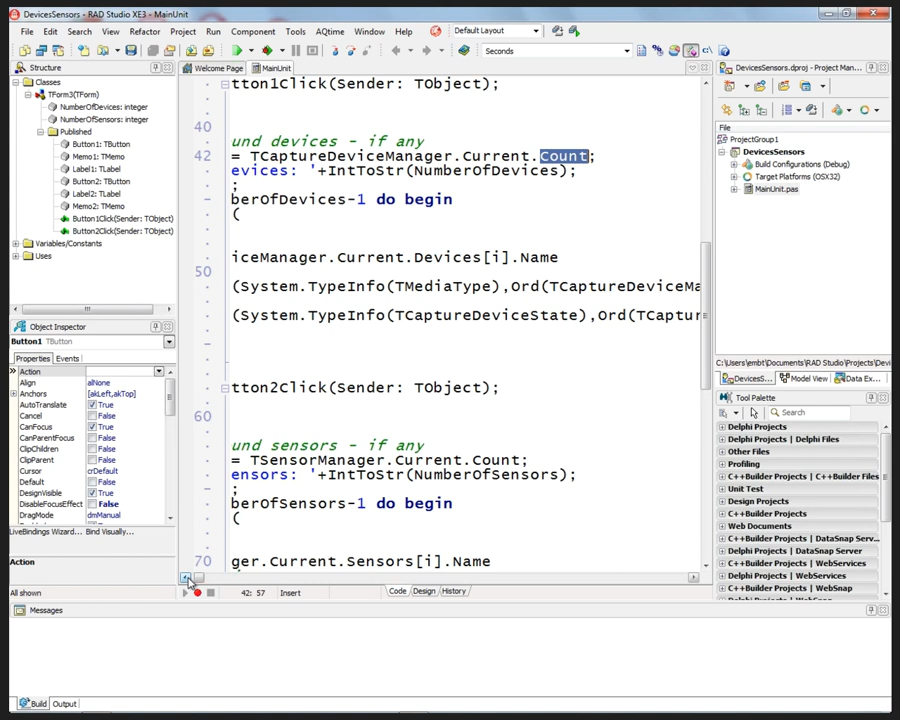 DevicesSensors - RAD Studio XE3 - MainUnit
File Edit Search View Refactor Project Run Component Tools AQtime Window Help Default Layout
Seconds
Structure
Classes
TForm3(TForm)
NumberOfDevices: integer
NumberOfSensors: integer
Published
Button1: TButton
Memo1: TMemo
Label1: TLabel
Button2: TButton
Label2: TLabel
Memo2: TMemo
Button1Click(Sender: TObject)
Button2Click(Sender: TObject)
Variables/Constants
Uses
Object Inspector
Button1 TButton
Properties Events
Action
Align alNone
Anchors [akLeft,akTop]
AutoTranslate True
Cancel False
CanFocus True
CanParentFocus False
ClipChildren False
ClipParent False
Cursor crDefault
Default False
DesignVisible True
DisableFocusEffect False
DragMode dmManual
LiveBindings Wizard... Bind Visually...
Action
All shown
Welcome Page MainUnit
tton1Click(Sender: TObject);
40
und devices - if any
42 = TCaptureDeviceManager.Current.Count;
evices: '+IntToStr(NumberOfDevices);
;
berOfDevices-1 do begin
(
iceManager.Current.Devices[i].Name
50
(System.TypeInfo(TMediaType),Ord(TCaptureDeviceMa
(System.TypeInfo(TCaptureDeviceState),Ord(TCaptur
tton2Click(Sender: TObject);
60
und sensors - if any
= TSensorManager.Current.Count;
ensors: '+IntToStr(NumberOfSensors);
;
berOfSensors-1 do begin
(
70 ger.Current.Sensors[i].Name
42: 57 Insert Code Design History
DevicesSensors.dproj - Project Man...
File
ProjectGroup1
DevicesSensors
Build Configurations (Debug)
Target Platforms (OSX32)
MainUnit.pas
C:\Users\embt\Documents\RAD Studio\Projects\Devi
DevicesS... Model View Data Ex...
Tool Palette
Search
Delphi Projects
Delphi Projects | Delphi Files
Other Files
Profiling
C++Builder Projects | C++Builder Files
Unit Test
Design Projects
C++Builder Projects
Web Documents
C++Builder Projects | DataSnap Serv...
Delphi Projects | DataSnap Server
C++Builder Projects | WebServices
Delphi Projects | WebServices
C++Builder Projects | WebSnap
Messages
Build Output